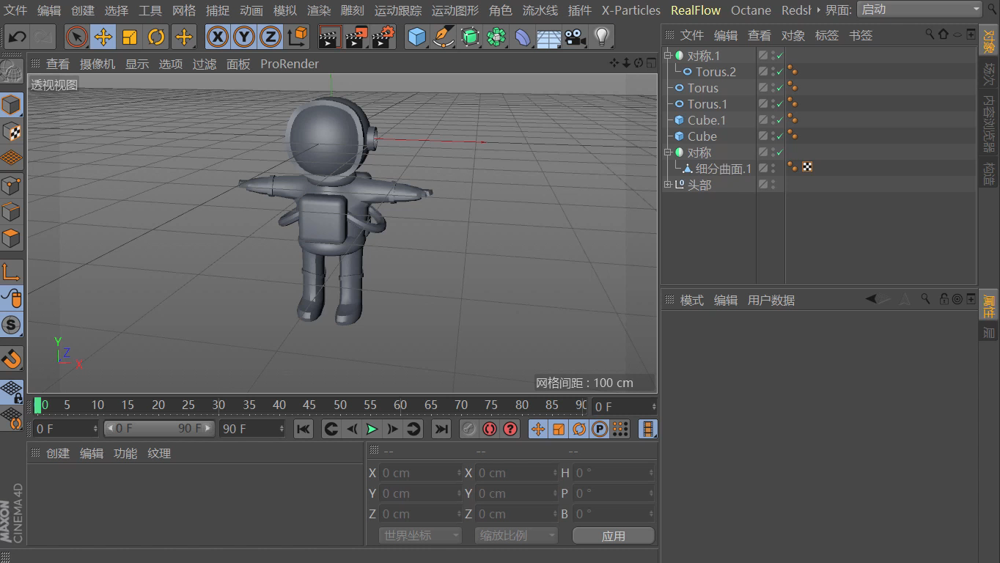 文件 编辑 创建 选择 工具 网格 捕捉 动画 模拟 渲染 雕刻 运动跟踪 运动图形 角色 流水线 插件 X-Particles RealFlow Octane Redsh 界面: 启动
X Y Z
文件 编辑 查看 对象 标签 书签
对象
场次
内容浏览器
构造
对称.1
Torus.2
Torus
Torus.1
Cube.1
Cube
对称
细分曲面.1
头部
查看 摄像机 显示 选项 过滤 面板 ProRender
透视视图
Y
Z
X
网格间距 : 100 cm
S
模式 编辑 用户数据
属性
层
0 5 10 15 20 25 30 35 40 45 50 55 60 65 70 75 80 85 90 0 F
0 F 0 F 90 F 90 F P
创建 编辑 功能 纹理
-- -- --
X 0 cm X 0 cm H 0 °
Y 0 cm Y 0 cm P 0 °
Z 0 cm Z 0 cm B 0 °
世界坐标 缩放比例 应用
MAXON
CINEMA 4D